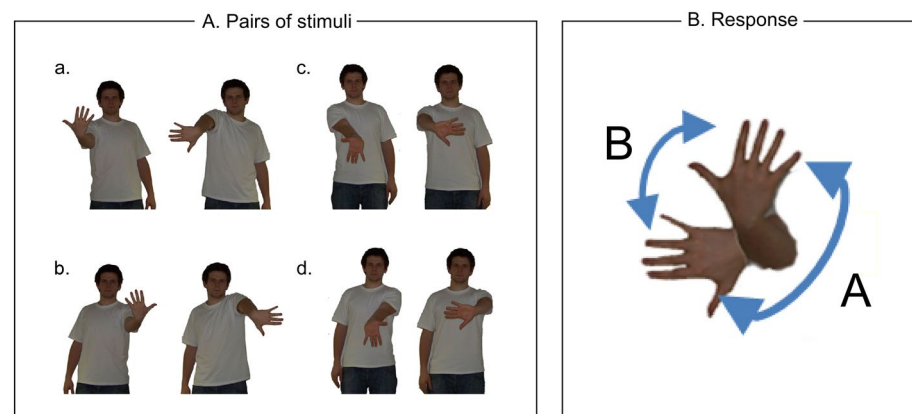 A. Pairs of stimuli
a.
c.
b.
d.
B. Response
B
A